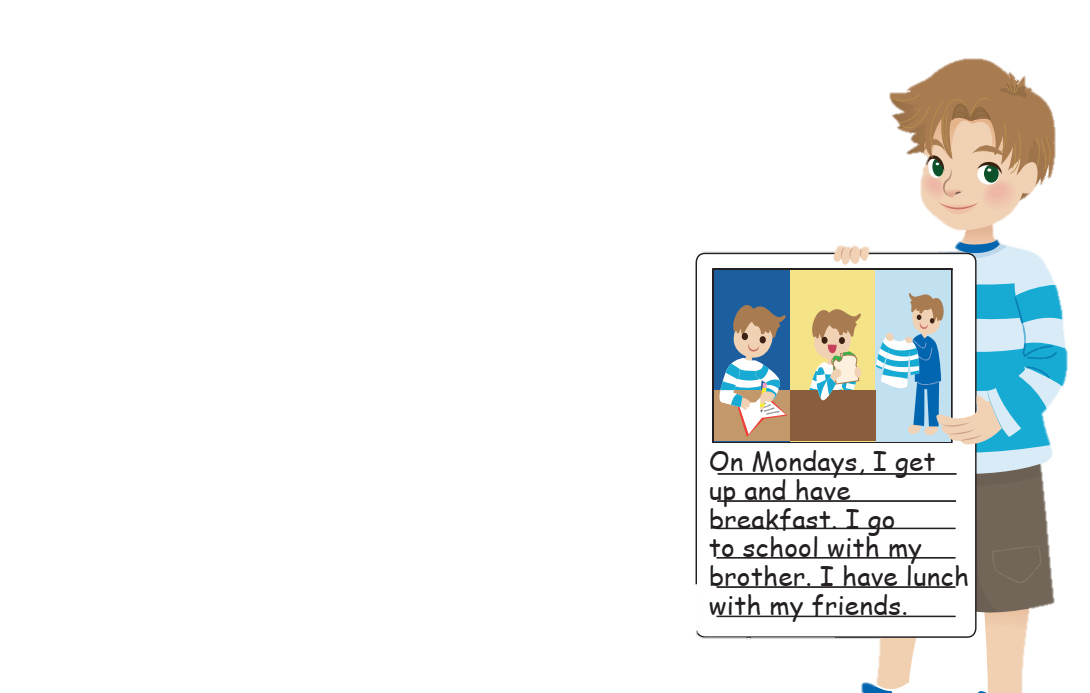 On Mondays, I get
up and have
breakfast. I go
to school with my
brother. I have lunch
with my friends.